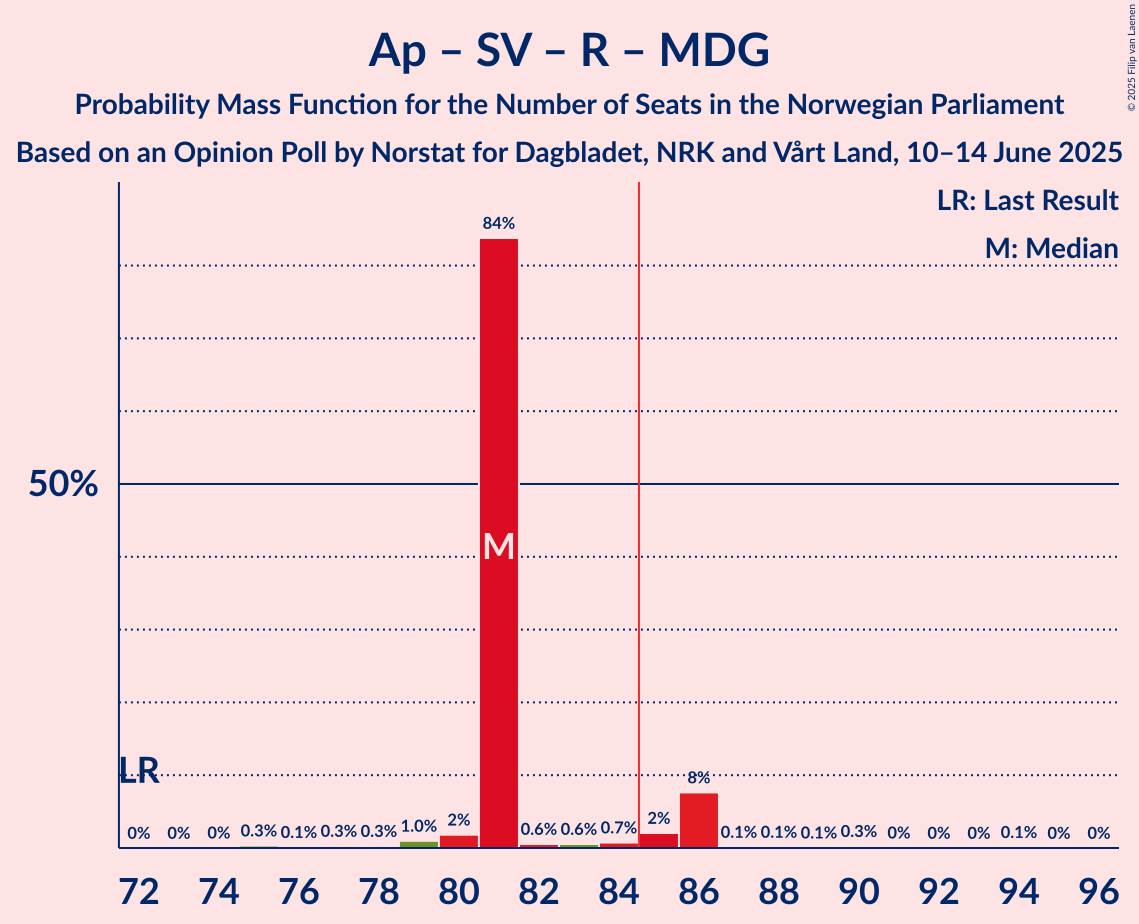 Ap – SV – R – MDG
Probability Mass Function for the Number of Seats in the Norwegian Parliament
Based on an Opinion Poll by Norstat for Dagbladet, NRK and Vårt Land, 10–14 June 2025
© 2025 Filip van Laenen
LR: Last Result
M: Median
84%
50%
M
LR
0% 0% 0% 0.3% 0.1% 0.3% 0.3% 1.0% 2% 0.6% 0.6% 0.7% 2% 8% 0.1% 0.1% 0.1% 0.3% 0% 0% 0% 0.1% 0% 0%
72 74 76 78 80 82 84 86 88 90 92 94 96